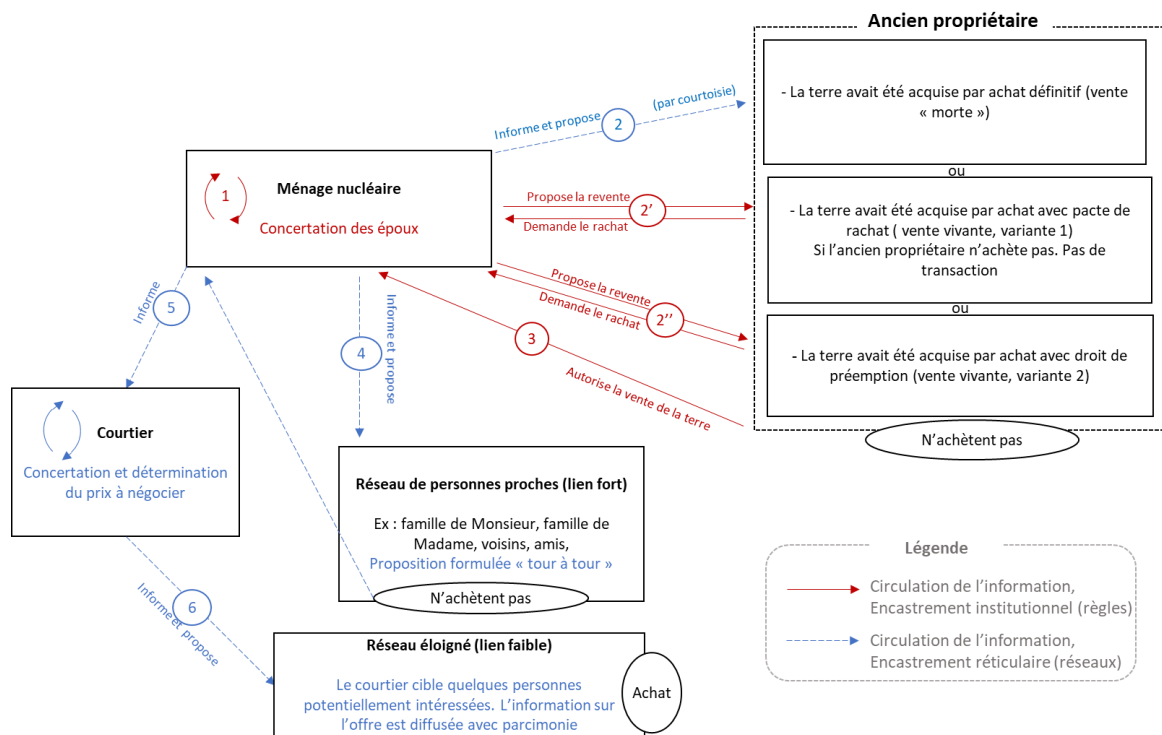 Ancien propriétaire
- La terre avait été acquise par achat définitif (vente
« morte »)
ou
- La terre avait été acquise par achat avec pacte de
rachat ( vente vivante, variante 1)
Si l’ancien propriétaire n’achète pas. Pas de
transaction
ou
- La terre avait été acquise par achat avec droit de
préemption (vente vivante, variante 2)
N’achètent pas
Informe et propose
2
(par courtoisie)
1
Ménage nucléaire
Concertation des époux
Propose la revente
2'
Demande le rachat
Propose la revente
2''
Demande le rachat
3
Autorise la vente de la terre
Informe
5
Informe et propose
4
Courtier
Concertation et détermination
du prix à négocier
Réseau de personnes proches (lien fort)
Ex : famille de Monsieur, famille de
Madame, voisins, amis,
Proposition formulée « tour à tour »
N’achètent pas
Informe et propose
6
Réseau éloigné (lien faible)
Le courtier cible quelques personnes
potentiellement intéressées. L’information sur
l’offre est diffusée avec parcimonie
Achat
Légende
Circulation de l’information,
Encastrement institutionnel (règles)
Circulation de l’information,
Encastrement réticulaire (réseaux)